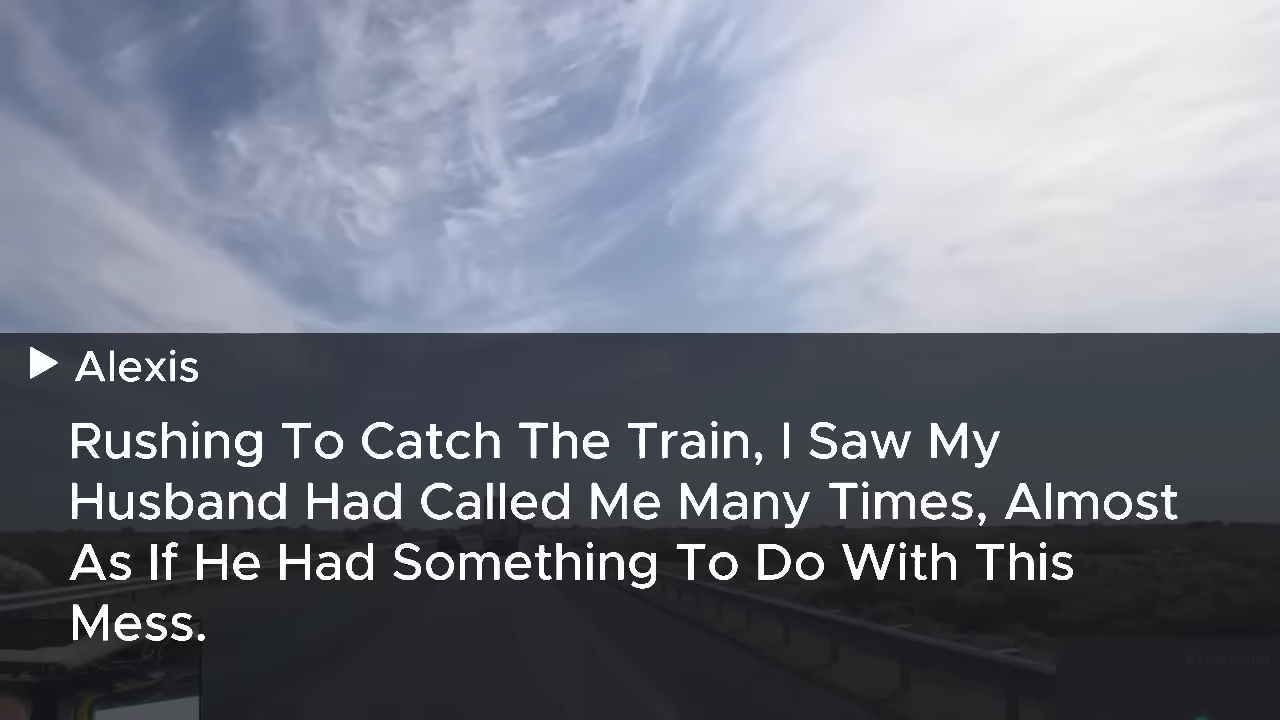 Alexis
Rushing To Catch The Train, I Saw My
Husband Had Called Me Many Times, Almost
As If He Had Something To Do With This
Mess.